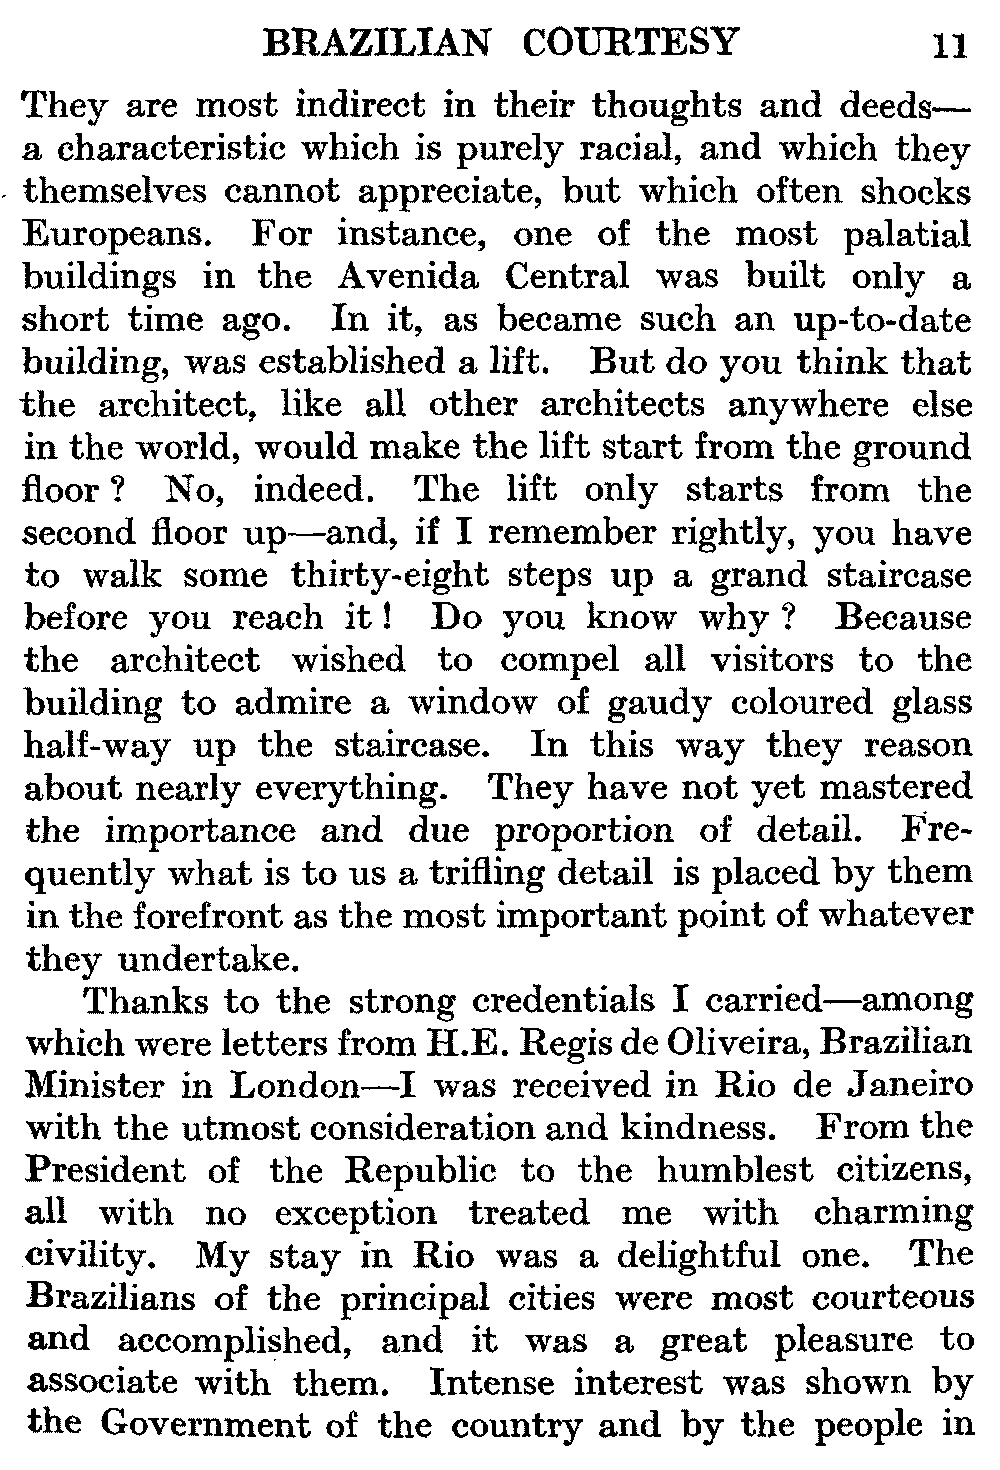 BRAZILIAN COURTESY 11
They are most indirect in their thoughts and deeds—
a characteristic which is purely racial, and which they
themselves cannot appreciate, but which often shocks
Europeans. For instance, one of the most palatial
buildings in the Avenida Central was built only a
short time ago. In it, as became such an up-to-date
building, was established a lift. But do you think that
the architect, like all other architects anywhere else
in the world, would make the lift start from the ground
floor? No, indeed. The lift only starts from the
second floor up—and, if I remember rightly, you have
to walk some thirty-eight steps up a grand staircase
before you reach it! Do you know why? Because
the architect wished to compel all visitors to the
building to admire a window of gaudy coloured glass
half-way up the staircase. In this way they reason
about nearly everything. They have not yet mastered
the importance and due proportion of detail. Fre-
quently what is to us a trifling detail is placed by them
in the forefront as the most important point of whatever
they undertake.
Thanks to the strong credentials I carried—among
which were letters from H.E. Regis de Oliveira, Brazilian
Minister in London—I was received in Rio de Janeiro
with the utmost consideration and kindness. From the
President of the Republic to the humblest citizens,
all with no exception treated me with charming
civility. My stay in Rio was a delightful one. The
Brazilians of the principal cities were most courteous
and accomplished, and it was a great pleasure to
associate with them. Intense interest was shown by
the Government of the country and by the people in